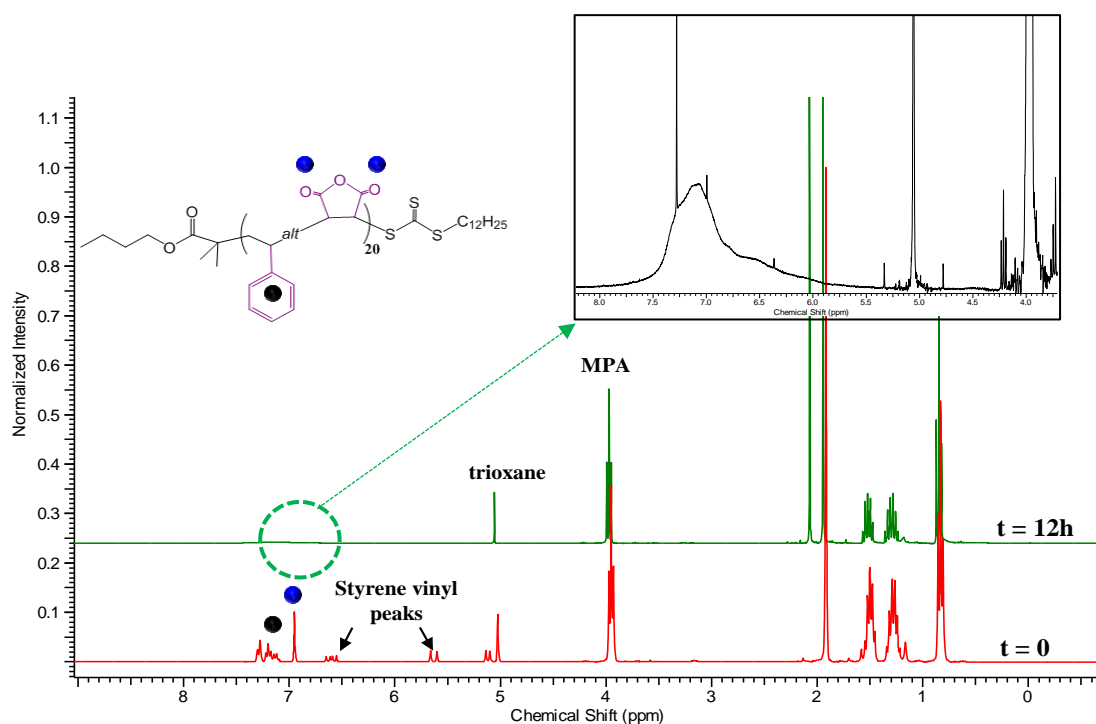 8.0 7.5 7.0 6.5 6.0 5.5 5.0 4.5 4.0
Chemical Shift (ppm)
O
O
O
O
O
alt
20
S
S
S
C12H25
Normalized Intensity
1.1
1.0
0.9
0.8
0.7
0.6
0.5
0.4
0.3
0.2
0.1
MPA
trioxane
t = 12h
Styrene vinyl
peaks
t = 0
8 7 6 5 4 3 2 1 0
Chemical Shift (ppm)